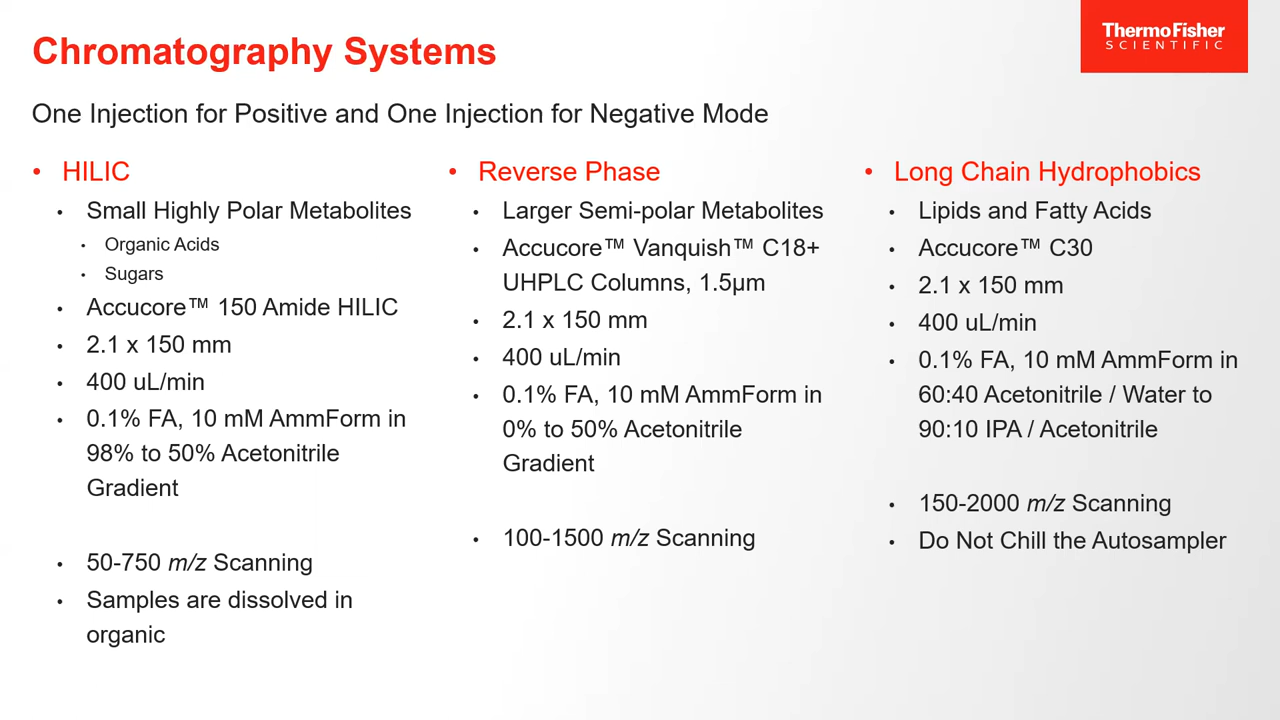 Chromatography Systems
ThermoFisher
SCIENTIFIC
One Injection for Positive and One Injection for Negative Mode
• HILIC
• Small Highly Polar Metabolites
• Organic Acids
• Sugars
• Accucore™ 150 Amide HILIC
• 2.1 x 150 mm
• 400 uL/min
• 0.1% FA, 10 mM AmmForm in
98% to 50% Acetonitrile
Gradient
• 50-750 m/z Scanning
• Samples are dissolved in
organic
• Reverse Phase
• Larger Semi-polar Metabolites
• Accucore™ Vanquish™ C18+
UHPLC Columns, 1.5µm
• 2.1 x 150 mm
• 400 uL/min
• 0.1% FA, 10 mM AmmForm in
0% to 50% Acetonitrile
Gradient
• 100-1500 m/z Scanning
• Long Chain Hydrophobics
• Lipids and Fatty Acids
• Accucore™ C30
• 2.1 x 150 mm
• 400 uL/min
• 0.1% FA, 10 mM AmmForm in
60:40 Acetonitrile / Water to
90:10 IPA / Acetonitrile
• 150-2000 m/z Scanning
• Do Not Chill the Autosampler